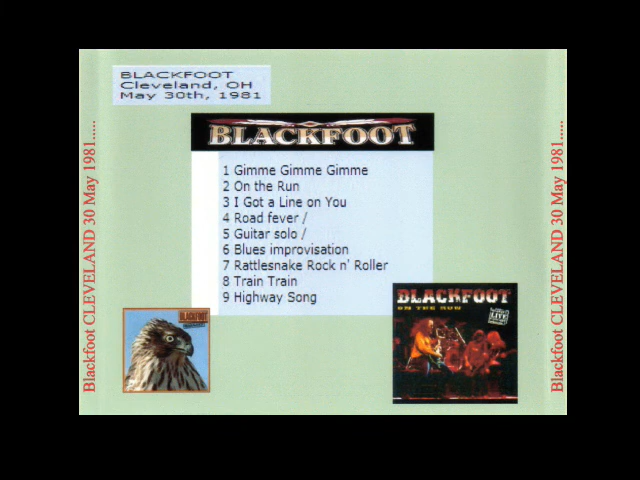 BLACKFOOT
Cleveland, OH
May 30th, 1981
Blackfoot CLEVELAND 30 May 1981.....
BLACKFOOT
1 Gimme Gimme Gimme
2 On the Run
3 I Got a Line on You
4 Road fever /
5 Guitar solo /
6 Blues improvisation
7 Rattlesnake Rock n' Roller
8 Train Train
9 Highway Song
BLACKFOOT
BLACKFOOT
ON THE RUN
LIVE
Blackfoot CLEVELAND 30 May 1981.....